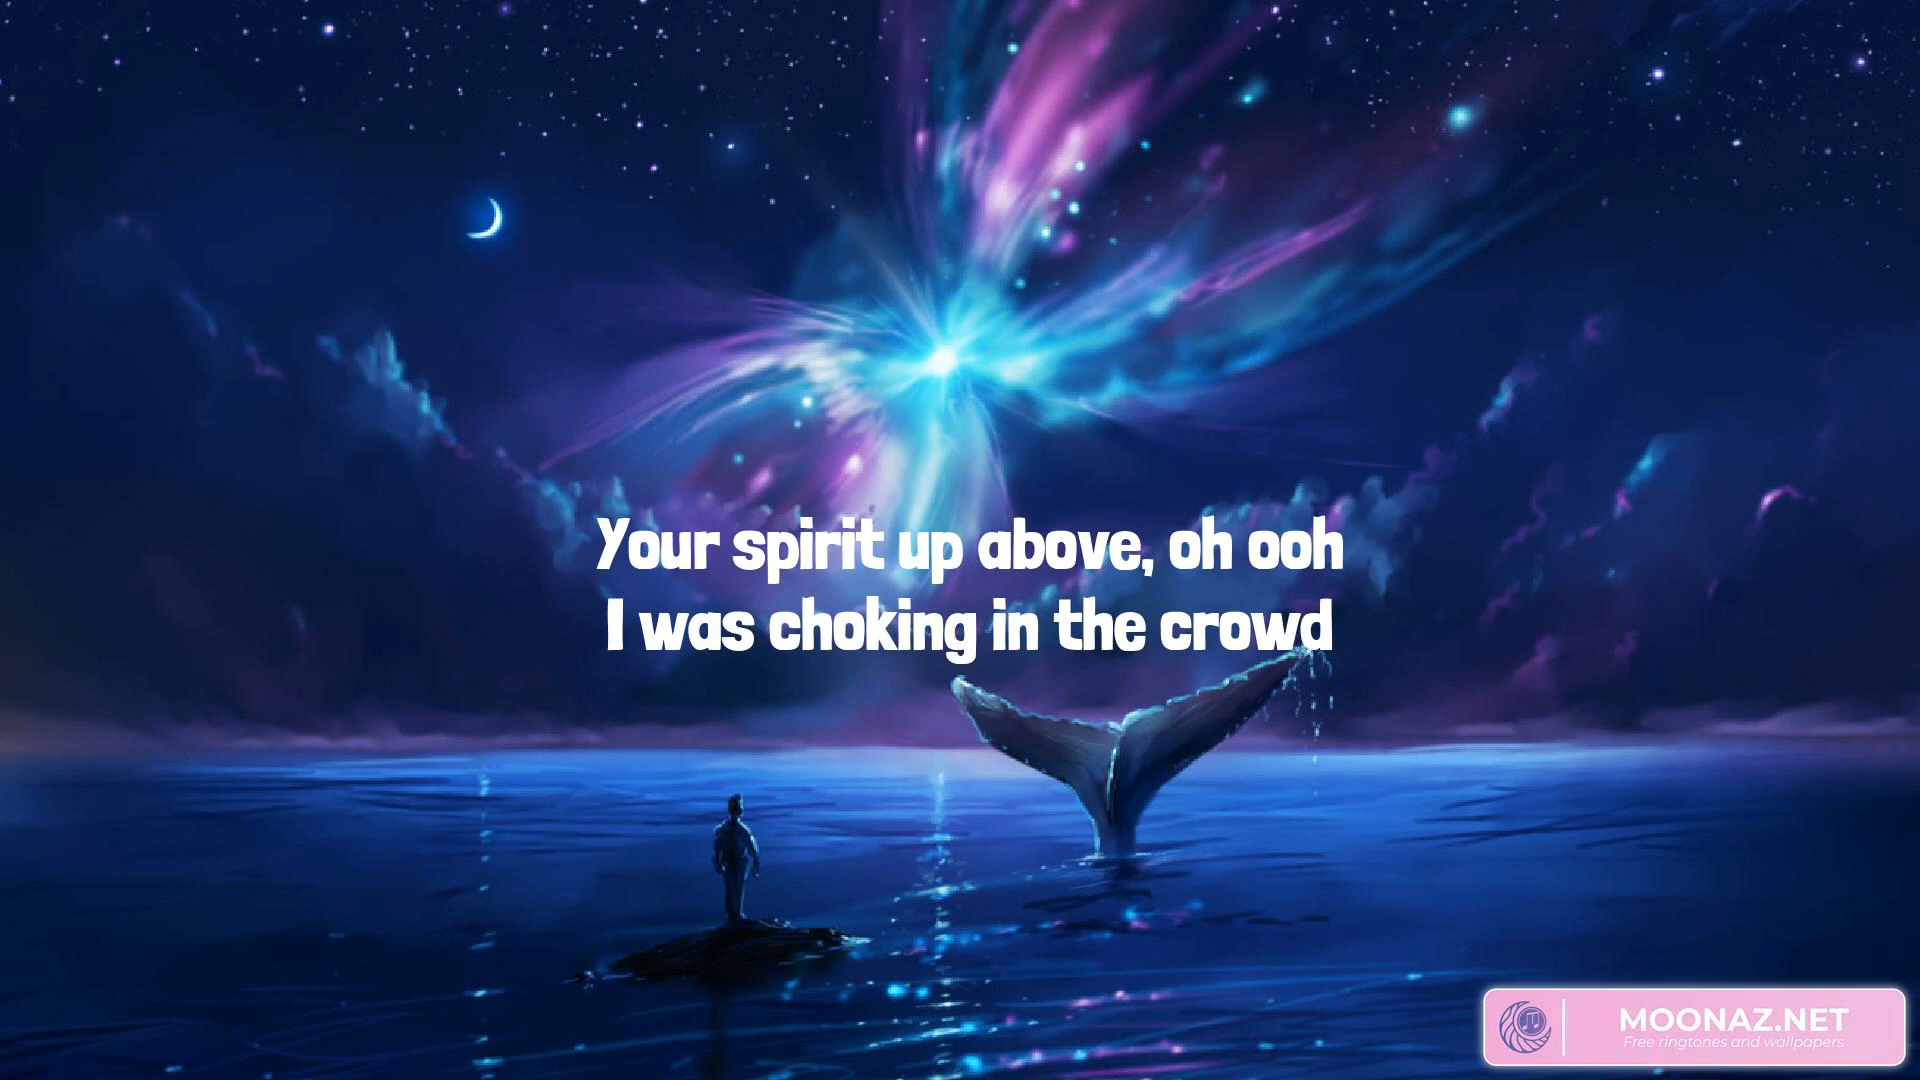 Your spirit up above, oh ooh
I was choking in the crowd
MOONAZ.NET
Free ringtones and wallpapers